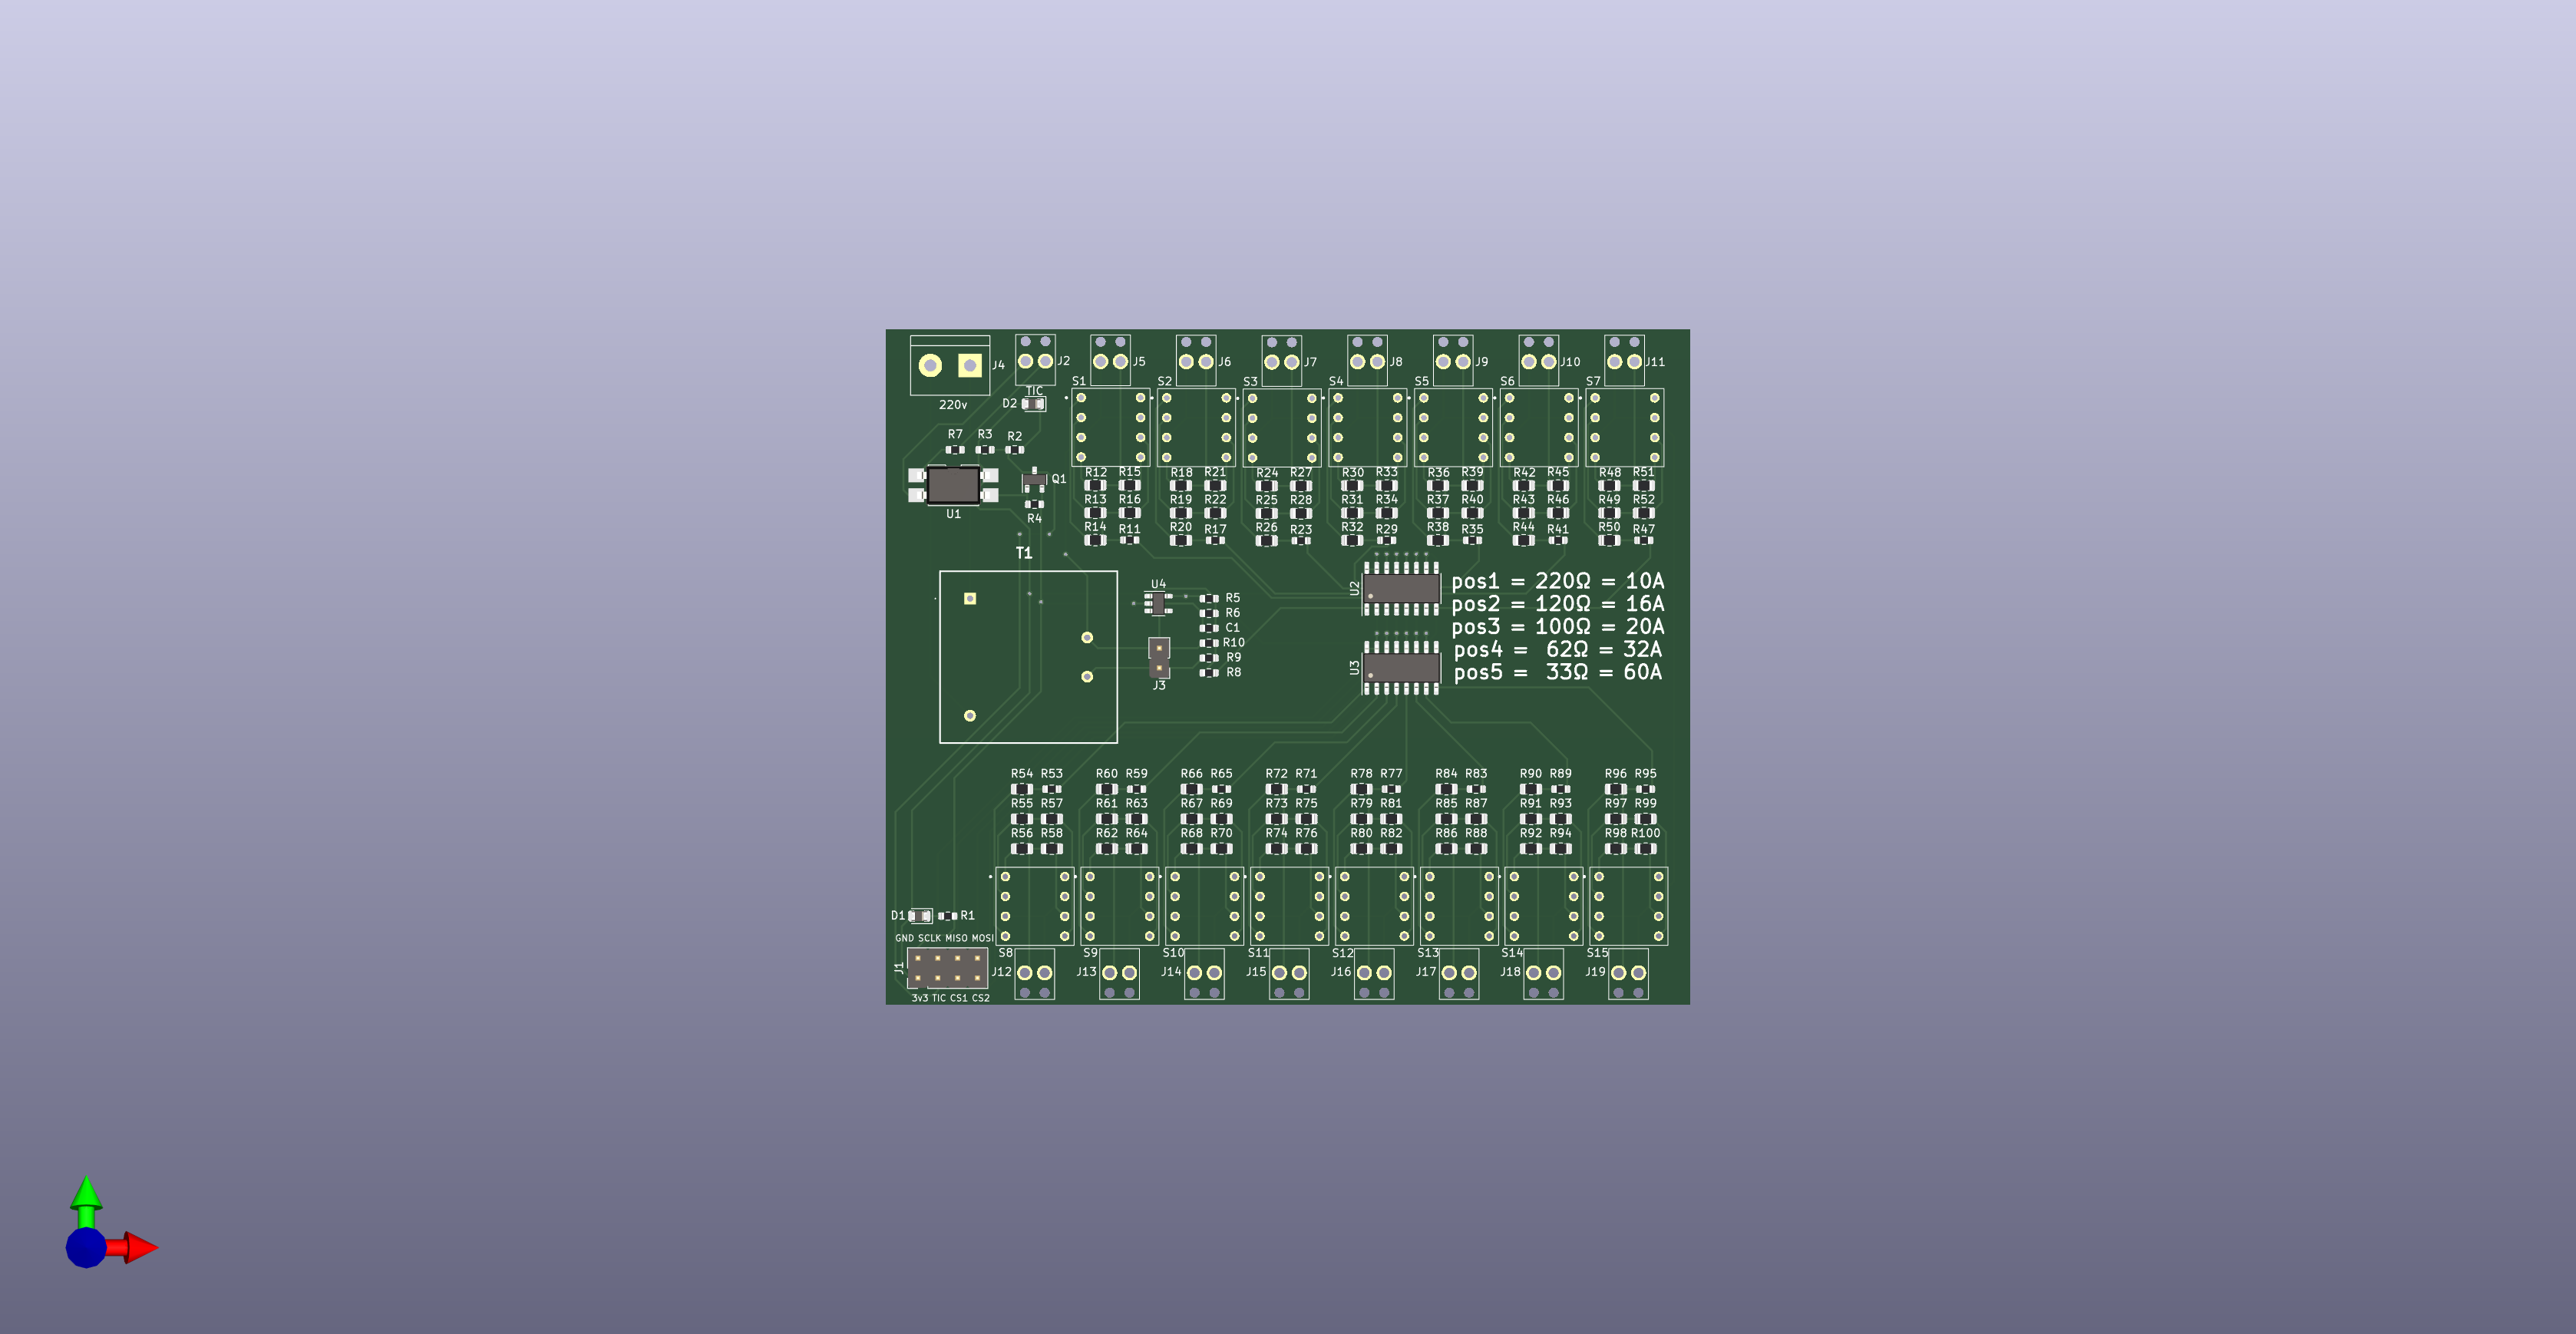 J4 J2 J5 J6 J7 J8 J9 J10 J11
220v
TIC
D2
S1 S2 S3 S4 S5 S6 S7
R7 R3 R2
U1
Q1
R4
R12 R15 R18 R21 R24 R27 R30 R33 R36 R39 R42 R45 R48 R51
R13 R16 R19 R22 R25 R28 R31 R34 R37 R40 R43 R46 R49 R52
R14 R11 R20 R17 R26 R23 R32 R29 R38 R35 R44 R41 R50 R47
T1
U4
R5
R6
C1
R10
R9
R8
J3
U2
U3
pos1 = 220Ω = 10A
pos2 = 120Ω = 16A
pos3 = 100Ω = 20A
pos4 = 62Ω = 32A
pos5 = 33Ω = 60A
R54 R53 R60 R59 R66 R65 R72 R71 R78 R77 R84 R83 R90 R89 R96 R95
R55 R57 R61 R63 R67 R69 R73 R75 R79 R81 R85 R87 R91 R93 R97 R99
R56 R58 R62 R64 R68 R70 R74 R76 R80 R82 R86 R88 R92 R94 R98 R100
D1 R1
GND SCLK MISO MOSI
S8 S9 S10 S11 S12 S13 S14 S15
J1 J12 J13 J14 J15 J16 J17 J18 J19
3v3 TIC CS1 CS2